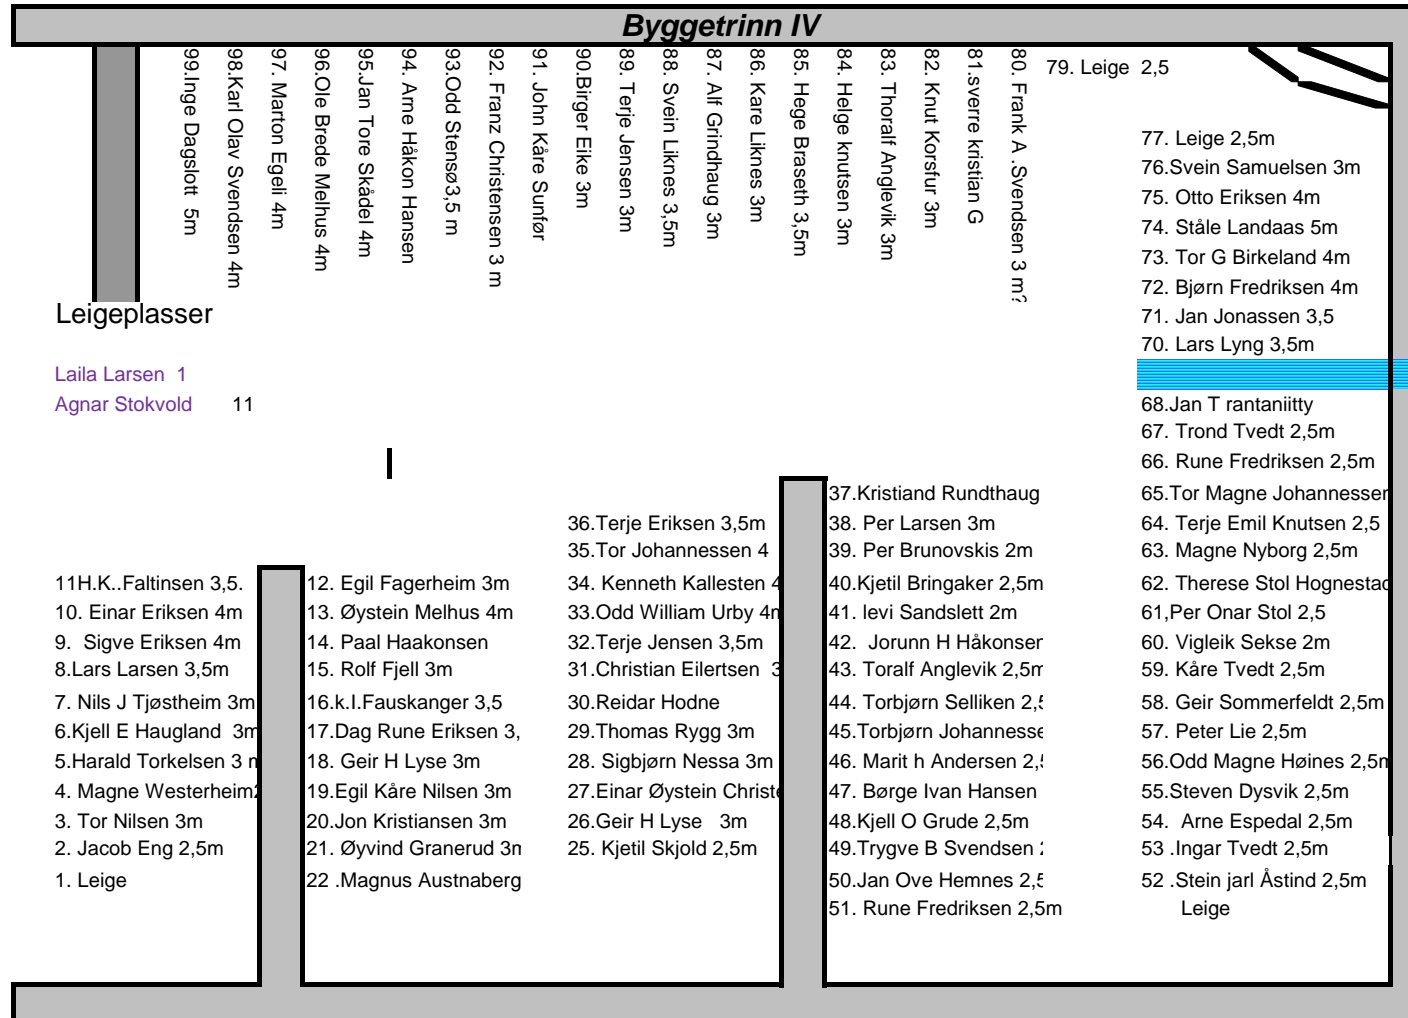 Byggetrinn IV
99.Inge Dagslott 5m
98.Karl Olav Svendsen 4m
97. Marton Egeli 4m
96.Ole Brede Melhus 4m
95.Jan Tore Skådel 4m
94. Arne Håkon Hansen
93.Odd Stensø3,5 m
92. Franz Christensen 3 m
91. John Kåre Sunfør
90.Birger Eike 3m
89. Terje Jensen 3m
88. Svein Liknes 3,5m
87. Alf Grindhaug 3m
86. Kare Liknes 3m
85. Hege Braseth 3,5m
84. Helge knutsen 3m
83. Thoralf Anglevik 3m
82. Knut Korsfur 3m
81.sverre kristian G
80. Frank A .Svendsen 3 m?
79. Leige 2,5
77. Leige 2,5m
76.Svein Samuelsen 3m
75. Otto Eriksen 4m
74. Ståle Landaas 5m
73. Tor G Birkeland 4m
72. Bjørn Fredriksen 4m
71. Jan Jonassen 3,5
70. Lars Lyng 3,5m
68.Jan T rantaniitty
67. Trond Tvedt 2,5m
66. Rune Fredriksen 2,5m
65.Tor Magne Johannessen
64. Terje Emil Knutsen 2,5
63. Magne Nyborg 2,5m
62. Therese Stol Hognestad
61,Per Onar Stol 2,5
60. Vigleik Sekse 2m
59. Kåre Tvedt 2,5m
58. Geir Sommerfeldt 2,5m
57. Peter Lie 2,5m
56.Odd Magne Høines 2,5m
55.Steven Dysvik 2,5m
54. Arne Espedal 2,5m
53 .Ingar Tvedt 2,5m
52 .Stein jarl Åstind 2,5m
Leige
Leigeplasser
Laila Larsen 1
Agnar Stokvold 11
11H.K..Faltinsen 3,5.
10. Einar Eriksen 4m
9. Sigve Eriksen 4m
8.Lars Larsen 3,5m
7. Nils J Tjøstheim 3m
6.Kjell E Haugland 3m
5.Harald Torkelsen 3 m
4. Magne Westerheim2
3. Tor Nilsen 3m
2. Jacob Eng 2,5m
1. Leige
12. Egil Fagerheim 3m
13. Øystein Melhus 4m
14. Paal Haakonsen
15. Rolf Fjell 3m
16.k.I.Fauskanger 3,5
17.Dag Rune Eriksen 3,
18. Geir H Lyse 3m
19.Egil Kåre Nilsen 3m
20.Jon Kristiansen 3m
21. Øyvind Granerud 3m
22 .Magnus Austnaberg
36.Terje Eriksen 3,5m
35.Tor Johannessen 4
34. Kenneth Kallesten 4
33.Odd William Urby 4m
32.Terje Jensen 3,5m
31.Christian Eilertsen 3
30.Reidar Hodne
29.Thomas Rygg 3m
28. Sigbjørn Nessa 3m
27.Einar Øystein Christe
26.Geir H Lyse 3m
25. Kjetil Skjold 2,5m
37.Kristiand Rundthaug
38. Per Larsen 3m
39. Per Brunovskis 2m
40.Kjetil Bringaker 2,5m
41. levi Sandslett 2m
42. Jorunn H Håkonsen
43. Toralf Anglevik 2,5m
44. Torbjørn Selliken 2,5
45.Torbjørn Johannesse
46. Marit h Andersen 2,5
47. Børge Ivan Hansen
48.Kjell O Grude 2,5m
49.Trygve B Svendsen 2
50.Jan Ove Hemnes 2,5
51. Rune Fredriksen 2,5m